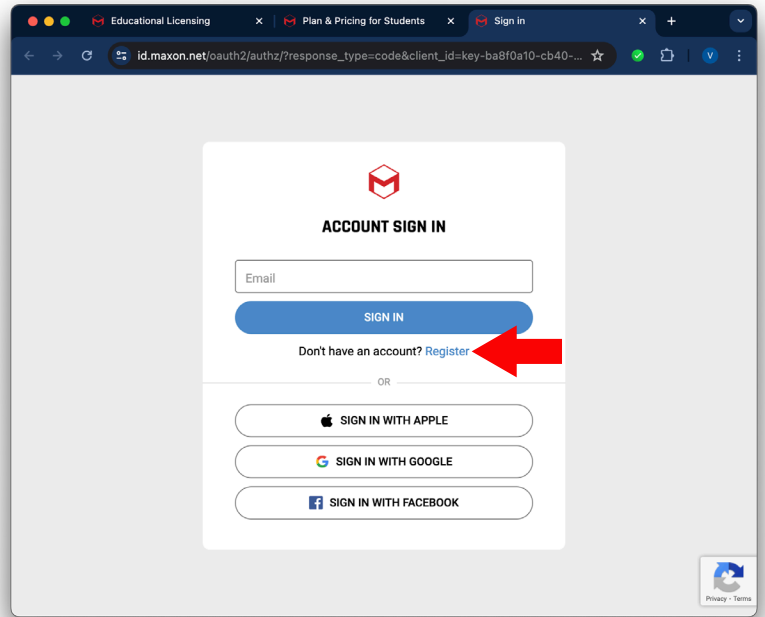 Educational Licensing
Plan & Pricing for Students
Sign in
id.maxon.net/oauth2/authz/?response_type=code&client_id=key-ba8f0a10-cb40-...
V
ACCOUNT SIGN IN
Email
SIGN IN
Don't have an account? Register
OR
SIGN IN WITH APPLE
SIGN IN WITH GOOGLE
SIGN IN WITH FACEBOOK
Privacy - Terms